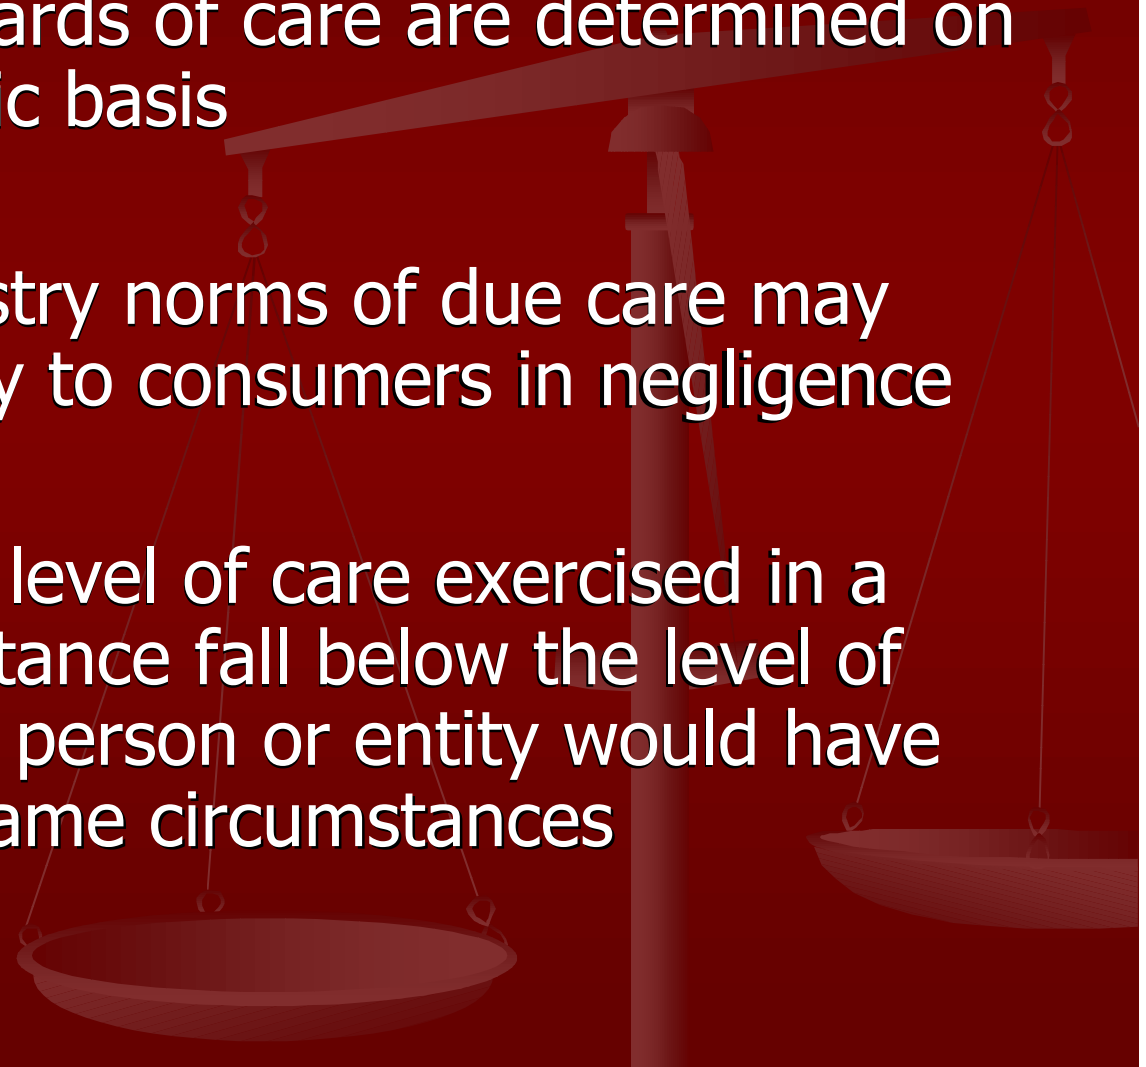 ards of care are determined on
ic basis
stry norms of due care may
y to consumers in negligence
level of care exercised in a
tance fall below the level of
person or entity would have
ame circumstances